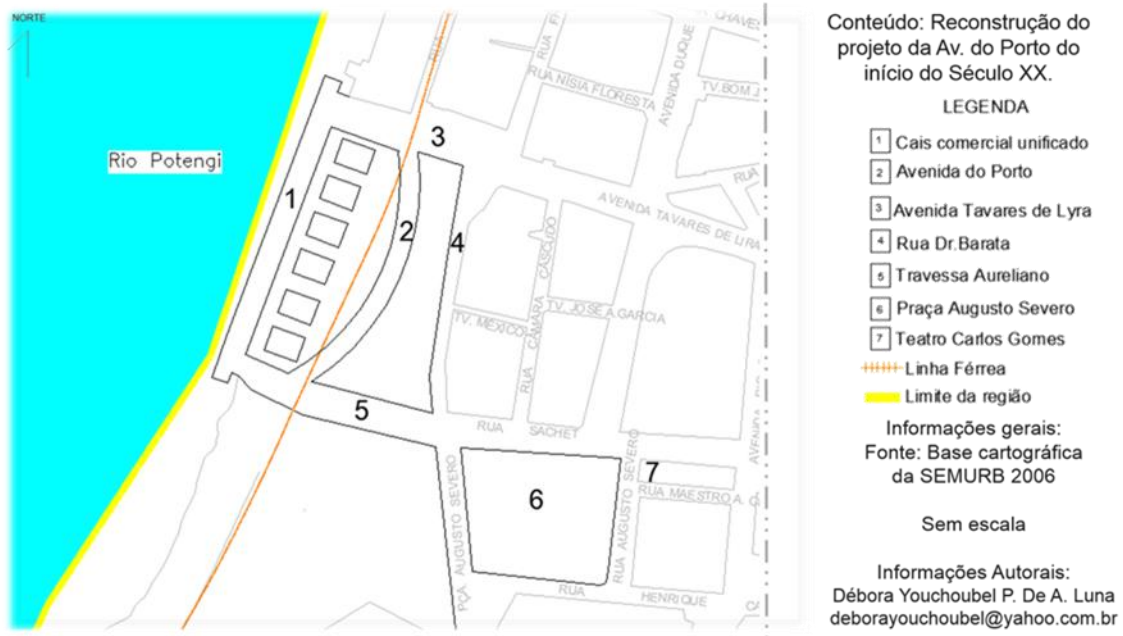 NORTE
Rio Potengi
RUA
RUA
CHAVES
RUA NÍSIA FLORESTA
AVENIDA DUQUE
TV.BOM
RUA
AVENIDA TAVARES DE LIRA
RUA CÂMARA CASCUDO
TV. JOSÉ A GARCIA
TV. MÉXICO
RUA SACHET
AVENIDA
PÇA AUGUSTO SEVERO
RUA AUGUSTO SEVERO
RUA MAESTRO A.
RUA HENRIQUE
1
2
3
4
5
6
7
Conteúdo: Reconstrução do
projeto da Av. do Porto do
início do Século XX.
LEGENDA
1 Cais comercial unificado
2 Avenida do Porto
3 Avenida Tavares de Lyra
4 Rua Dr.Barata
5 Travessa Aureliano
6 Praça Augusto Severo
7 Teatro Carlos Gomes
Linha Férrea
Limite da região
Informações gerais:
Fonte: Base cartográfica
da SEMURB 2006
Sem escala
Informações Autorais:
Débora Youchoubel P. De A. Luna
deborayouchoubel@yahoo.com.br